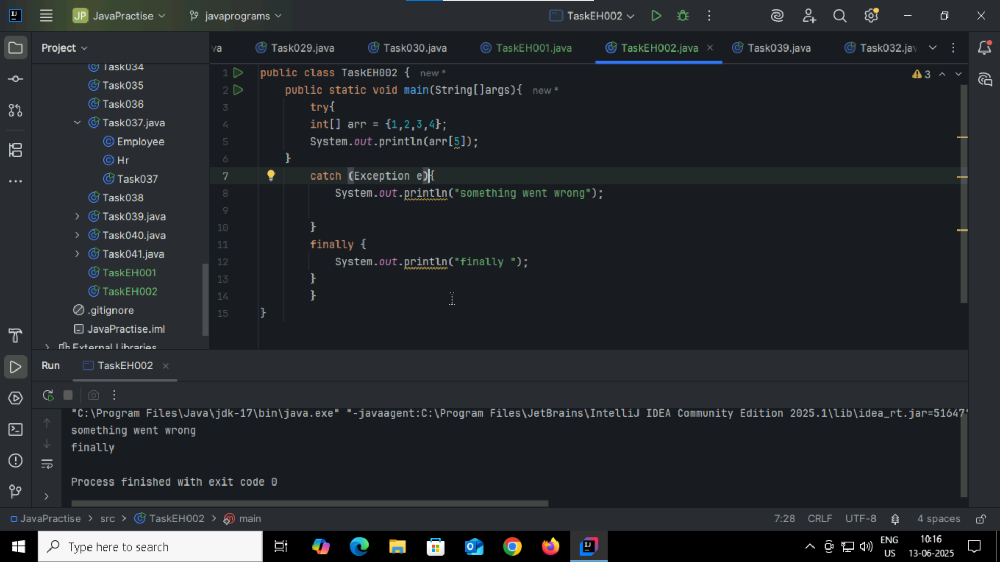 JP JavaPractise javaprograms TaskEH002
Project
va Task029.java Task030.java TaskEH001.java TaskEH002.java Task039.java Task032.jav
Task034
Task035
Task036
Task037.java
Employee
Hr
Task037
Task038
Task039.java
Task040.java
Task041.java
TaskEH001
TaskEH002
.gitignore
JavaPractise.iml
External Libraries
3
1 public class TaskEH002 { new *
2 public static void main(String[]args){ new *
3 try{
4 int[] arr = {1,2,3,4};
5 System.out.println(arr[5]);
6 }
7 catch (Exception e){
8 System.out.println("something went wrong");
9
10 }
11 finally {
12 System.out.println("finally ");
13 }
14 }
15 }
Run TaskEH002
"C:\Program Files\Java\jdk-17\bin\java.exe" "-javaagent:C:\Program Files\JetBrains\IntelliJ IDEA Community Edition 2025.1\lib\idea_rt.jar=51647"
something went wrong
finally
Process finished with exit code 0
JavaPractise > src > TaskEH002 > main 7:28 CRLF UTF-8 4 spaces
Type here to search
ENG
US
10:16
13-06-2025